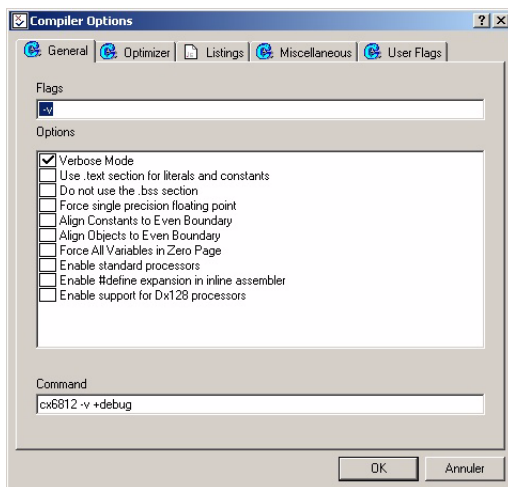 Compiler Options
General
Optimizer
Listings
Miscellaneous
User Flags
Flags
-v
Options
Verbose Mode
Use .text section for literals and constants
Do not use the .bss section
Force single precision floating point
Align Constants to Even Boundary
Align Objects to Even Boundary
Force All Variables in Zero Page
Enable standard processors
Enable #define expansion in inline assembler
Enable support for Dx128 processors
Command
cx6812 -v +debug
OK
Annuler